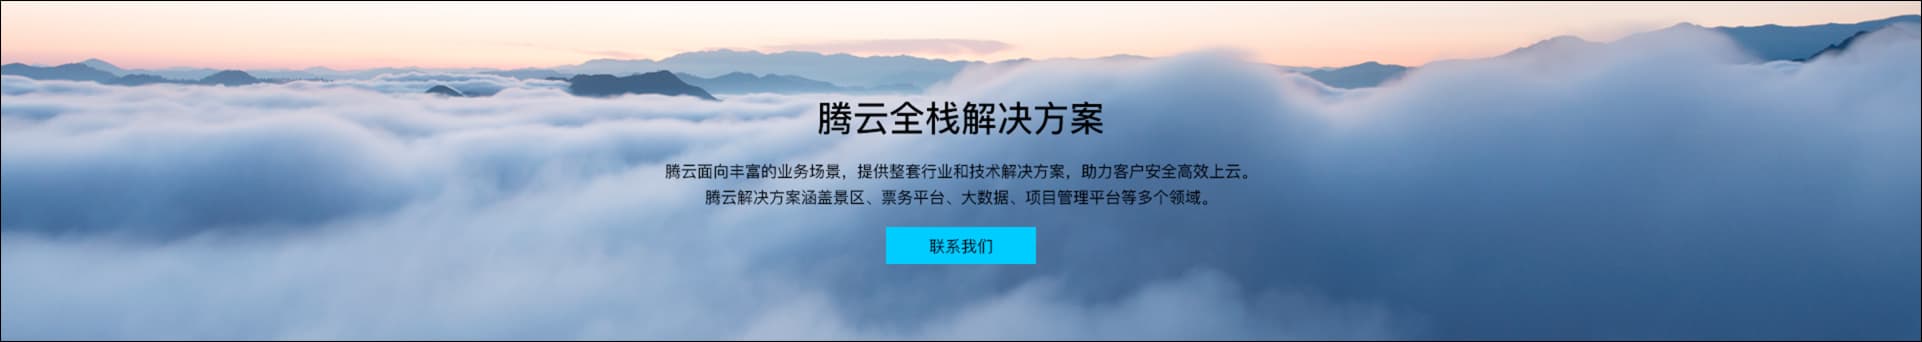 腾云全栈解决方案
腾云面向丰富的业务场景，提供整套行业和技术解决方案，助力客户安全高效上云。
腾云解决方案涵盖景区、票务平台、大数据、项目管理平台等多个领域。
联系我们